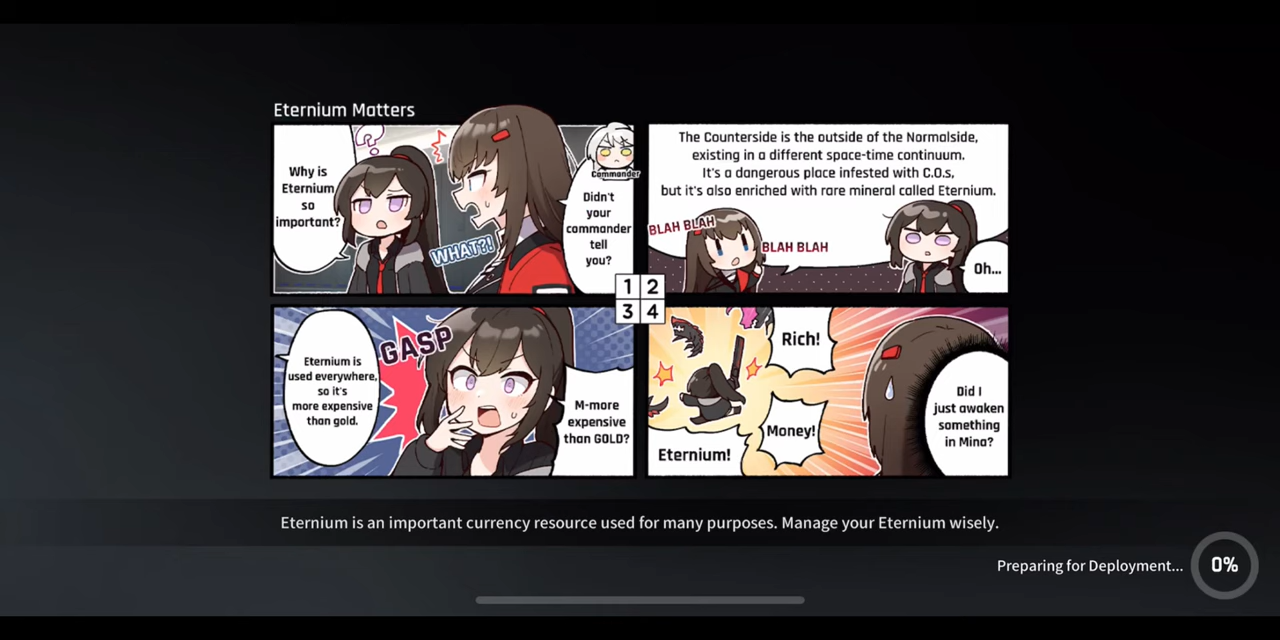 Eternium Matters
?
Why is
Eternium
so
important?
WHAT?!
Commander
Didn't
your
commander
tell
you?
The Counterside is the outside of the Normalside,
existing in a different space-time continuum.
It's a dangerous place infested with C.O.s,
but it's also enriched with rare mineral called Eternium.
BLAH BLAH
BLAH BLAH
Oh...
1 2
3 4
Eternium is
used everywhere,
so it's
more expensive
than gold.
GASP
M-more
expensive
than GOLD?
Rich!
Money!
Eternium!
Did I
just awaken
something
in Mina?
Eternium is an important currency resource used for many purposes. Manage your Eternium wisely.
Preparing for Deployment...
0%